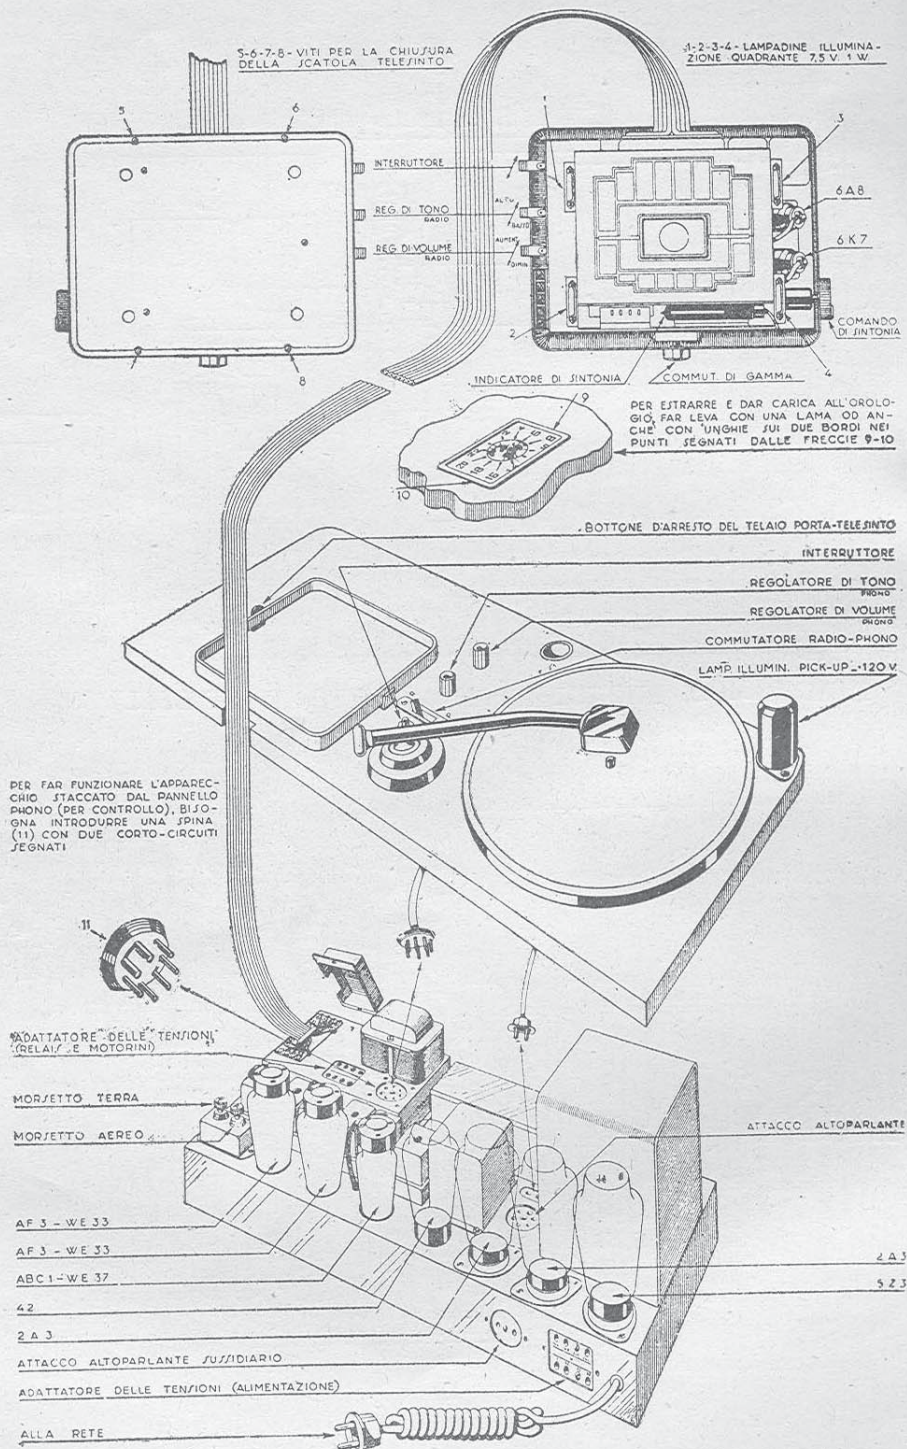 5-6-7-8 - VITI PER LA CHIUSURA
DELLA SCATOLA TELESINTO
1-2-3-4 - LAMPADINE ILLUMINA-
ZIONE QUADRANTE 7,5 V. 1 W.
5
6
1
3
INTERRUTTORE
6A8
REG. DI TONO
RADIO
ALTO
BASSO
6K7
REG. DI VOLUME
RADIO
AUMENT.
DIMIN.
2
COMANDO
DI SINTONIA
8
4
INDICATORE DI SINTONIA
COMMUT. DI GAMMA
9
PER ESTRARRE E DAR CARICA ALL'OROLO-
GIO, FAR LEVA CON UNA LAMA OD AN-
CHE CON UNGHIE SUI DUE BORDI NEI
PUNTI SEGNATI DALLE FRECCIE 9-10
10
BOTTONE D'ARRESTO DEL TELAIO PORTA-TELESINTO
INTERRUTTORE
REGOLATORE DI TONO
PHONO
REGOLATORE DI VOLUME
PHONO
COMMUTATORE RADIO-PHONO
LAMP. ILLUMIN. PICK-UP - 120 V
PER FAR FUNZIONARE L'APPAREC-
CHIO STACCATO DAL PANNELLO
PHONO (PER CONTROLLO), BISO-
GNA INTRODURRE UNA SPINA
(11) CON DUE CORTO-CIRCUITI
SEGNATI
11
ADATTATORE DELLE TENSIONI
(RELAIS E MOTORINI)
MORSETTO TERRA
MORSETTO AEREO
ATTACCO ALTOPARLANTE
AF 3 - WE 33
AF 3 - WE 33
ABC 1 - WE 37
2 A 3
42
5 Z 3
2 A 3
ATTACCO ALTOPARLANTE SUSSIDIARIO
ADATTATORE DELLE TENSIONI (ALIMENTAZIONE)
ALLA RETE